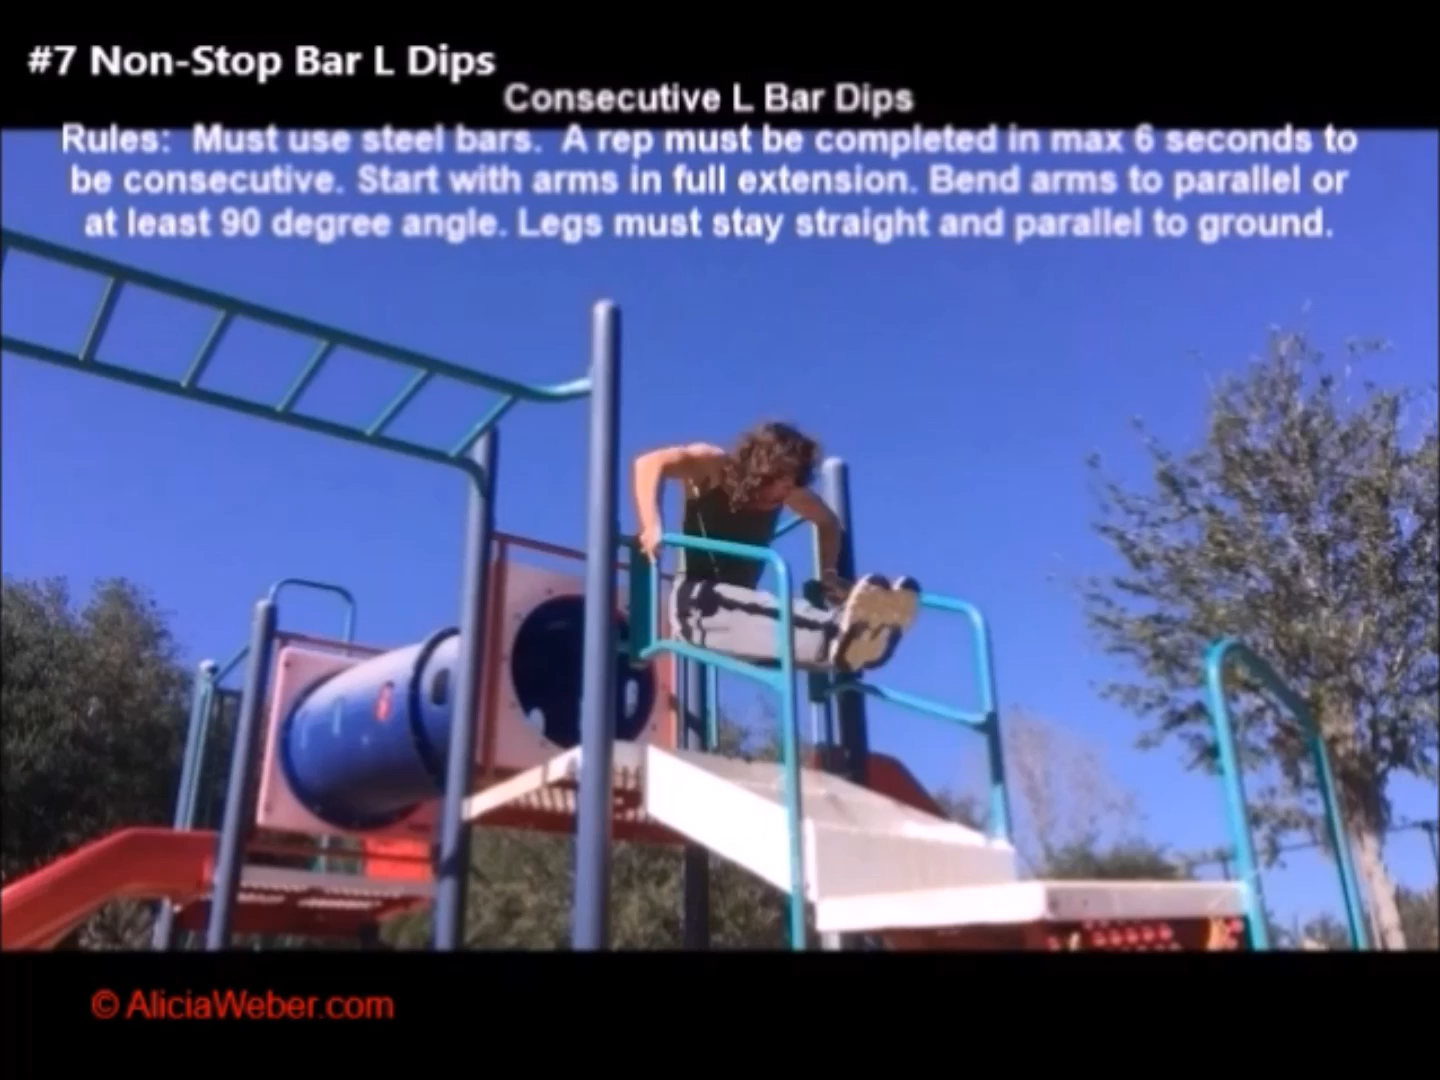 #7 Non-Stop Bar L Dips
Consecutive L Bar Dips
Rules:  Must use steel bars.  A rep must be completed in max 6 seconds to
be consecutive. Start with arms in full extension. Bend arms to parallel or
at least 90 degree angle. Legs must stay straight and parallel to ground.
© AliciaWeber.com